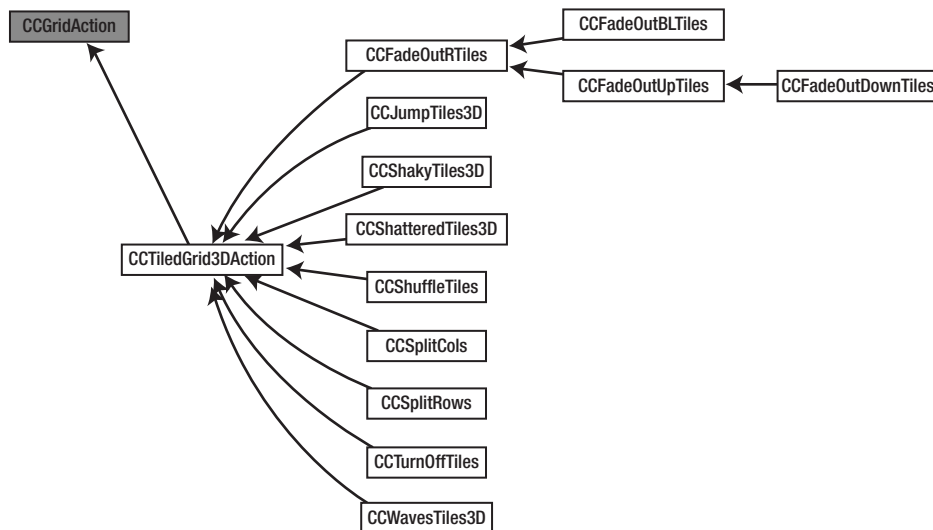 CCGridAction
CCFadeOutBLTiles
CCFadeOutRTiles
CCFadeOutUpTiles
CCFadeOutDownTiles
CCJumpTiles3D
CCShakyTiles3D
CCShatteredTiles3D
CCTiledGrid3DAction
CCShuffleTiles
CCSplitCols
CCSplitRows
CCTurnOffTiles
CCWavesTiles3D